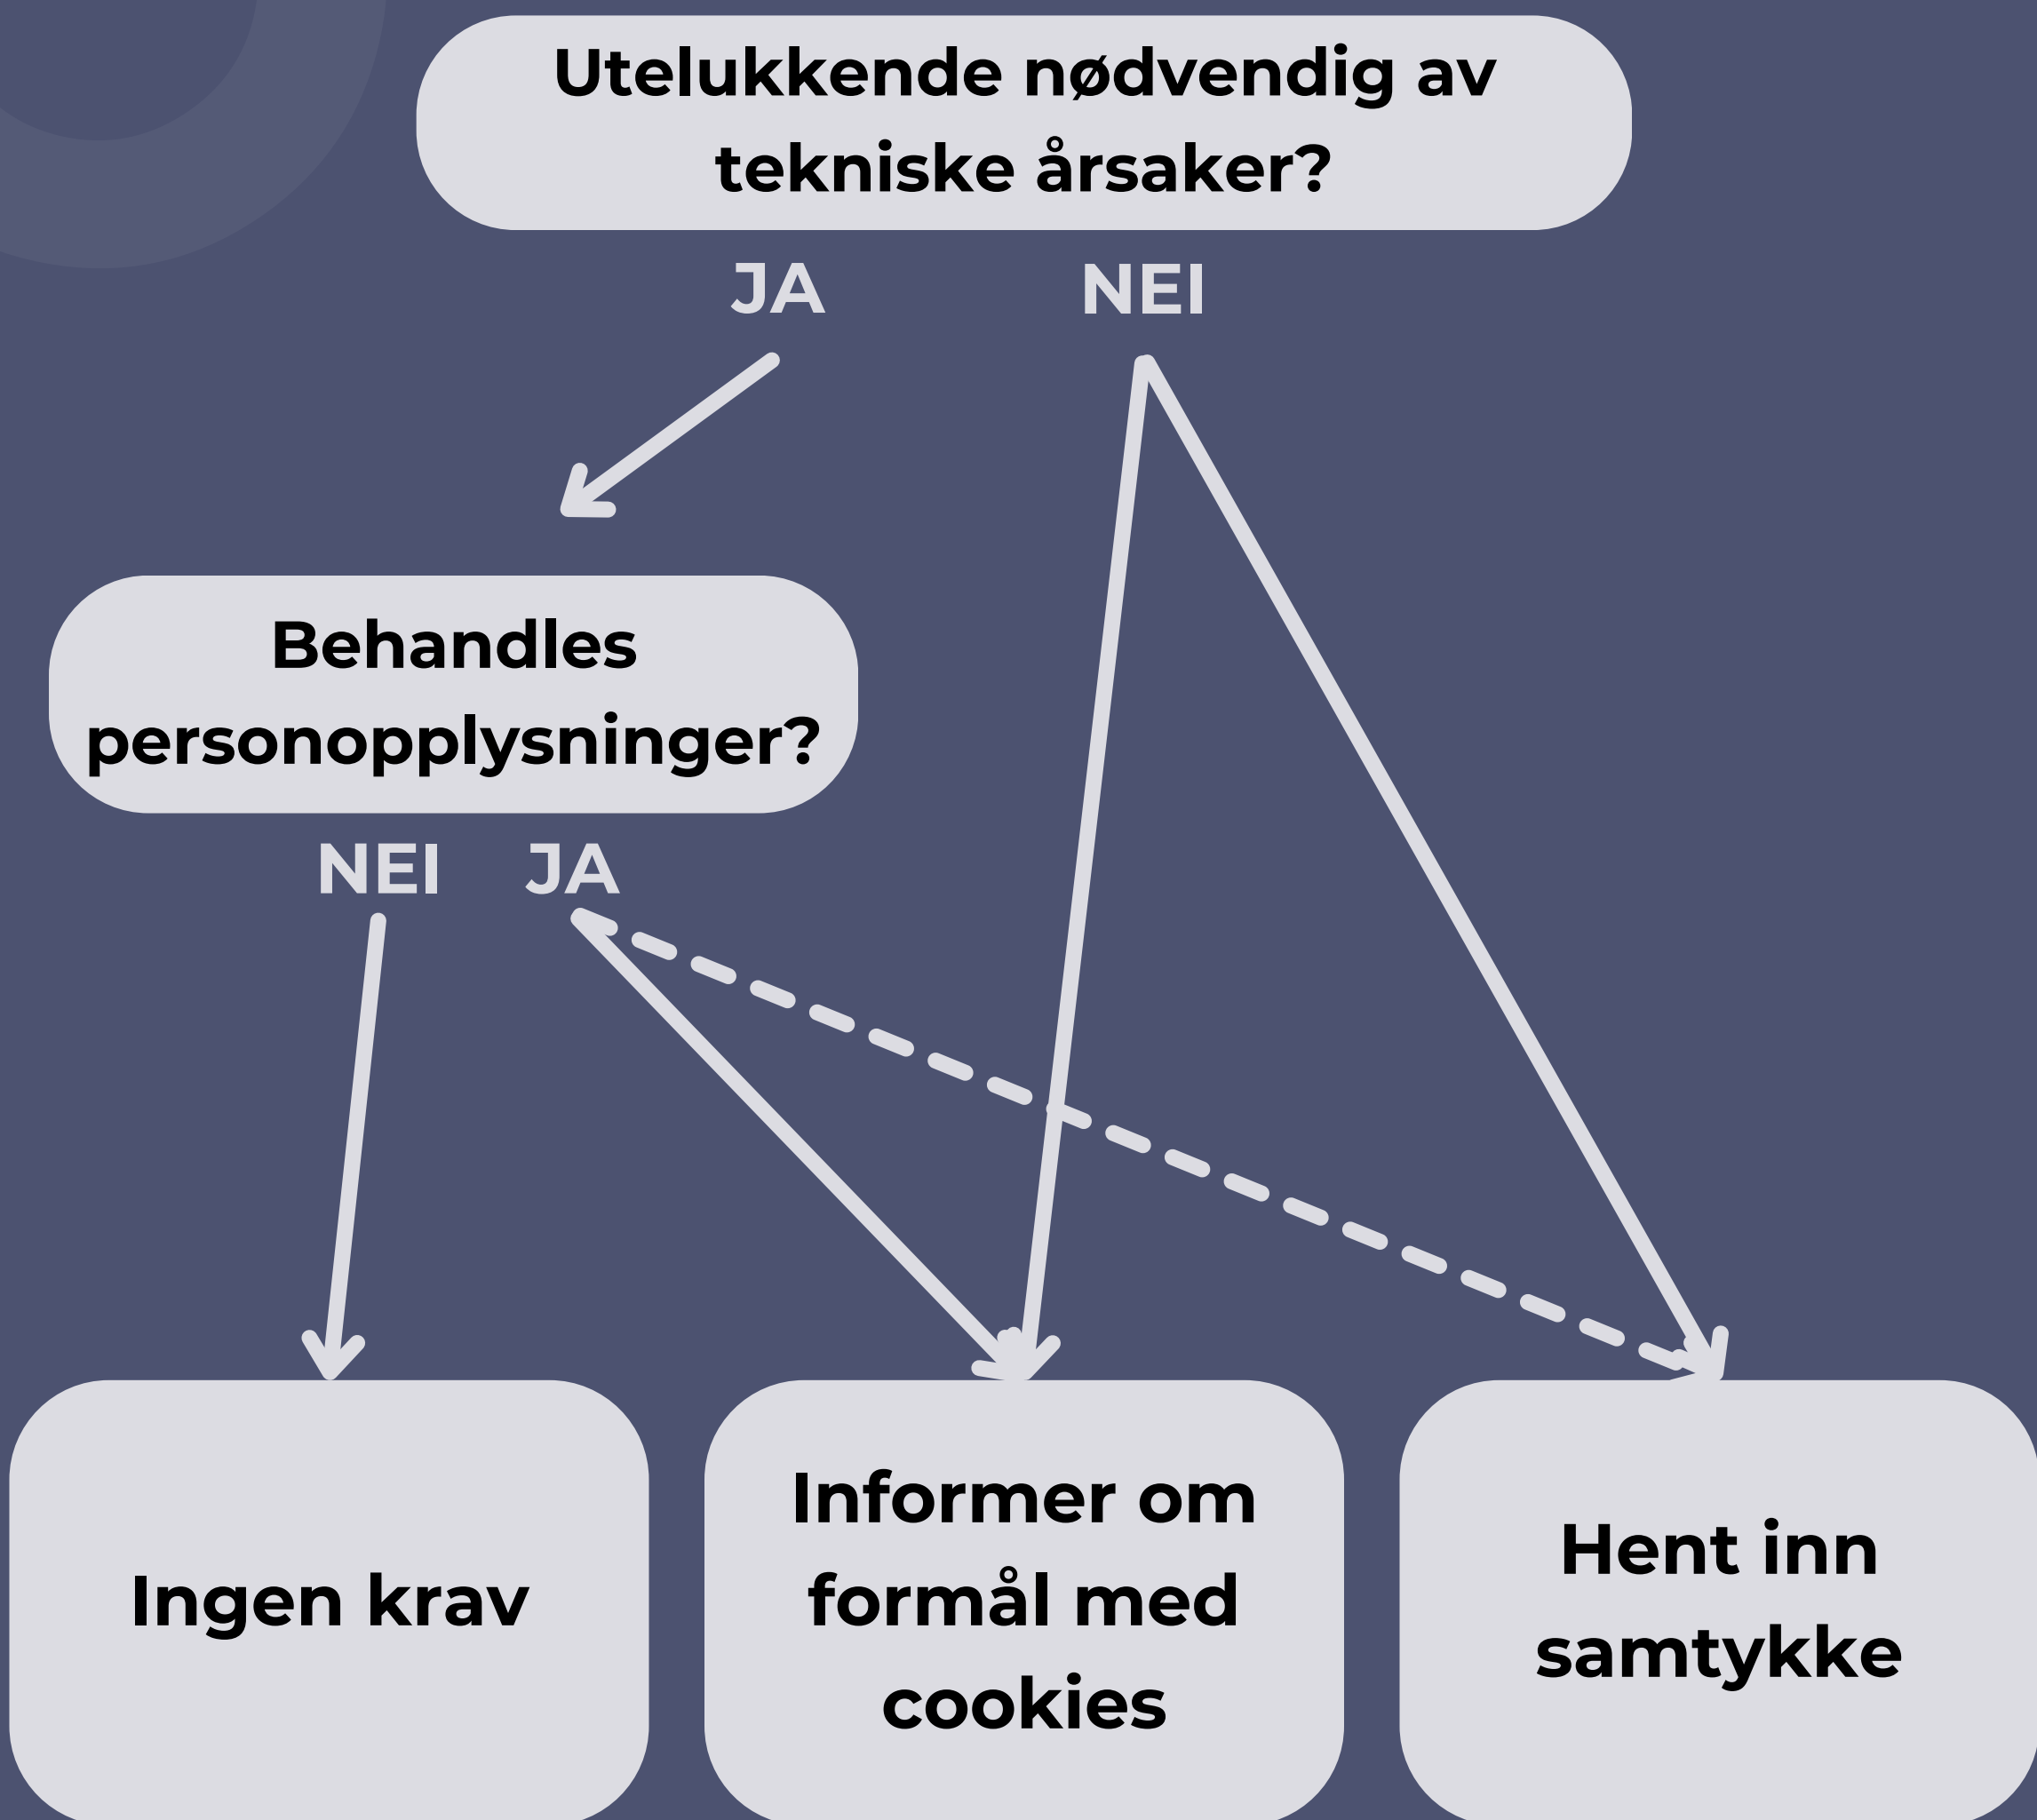 Utelukkende nødvendig av
tekniske årsaker?
JA
NEI
Behandles
personopplysninger?
NEI
JA
Ingen krav
Informer om
formål med
cookies
Hent inn
samtykke